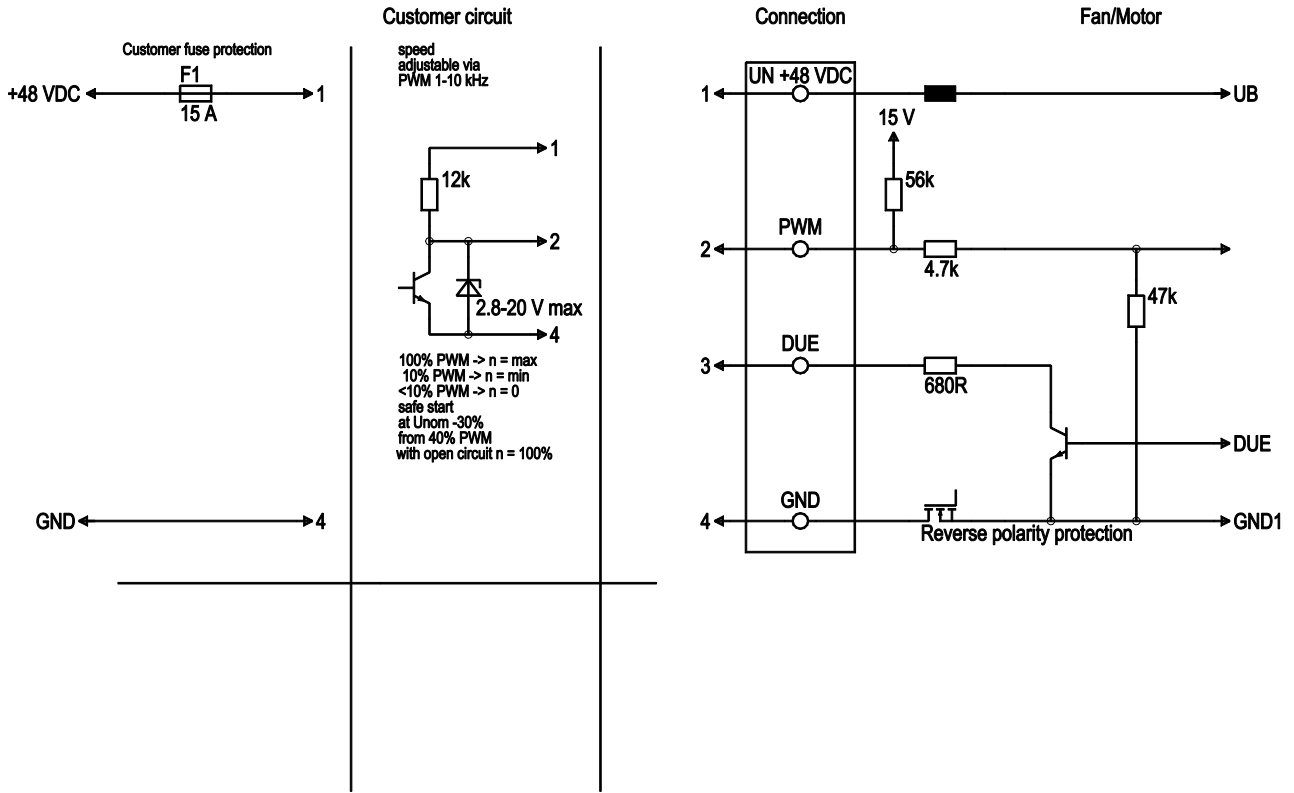 Customer circuit
Connection
Fan/Motor
Customer fuse protection
F1
+48 VDC
1
15 A
speed
adjustable via
PWM 1-10 kHz
1
12k
2
2.8-20 V max
4
100% PWM -> n = max
10% PWM -> n = min
<10% PWM -> n = 0
safe start
at Unom -30%
from 40% PWM
with open circuit n = 100%
GND
4
UN +48 VDC
1
UB
15 V
56k
PWM
2
4.7k
47k
DUE
3
680R
DUE
GND
4
GND1
Reverse polarity protection